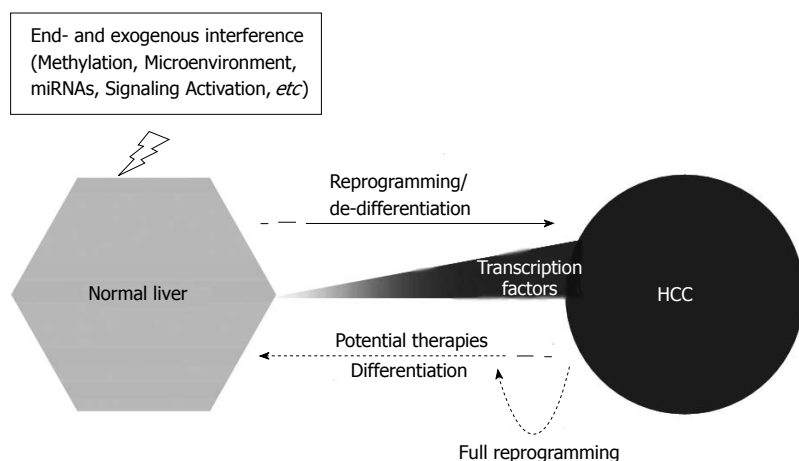 End- and exogenous interference
(Methylation, Microenvironment,
miRNAs, Signaling Activation, etc)
Reprogramming/
de-differentiation
Normal liver
Transcription
factors
HCC
Potential therapies
Differentiation
Full reprogramming